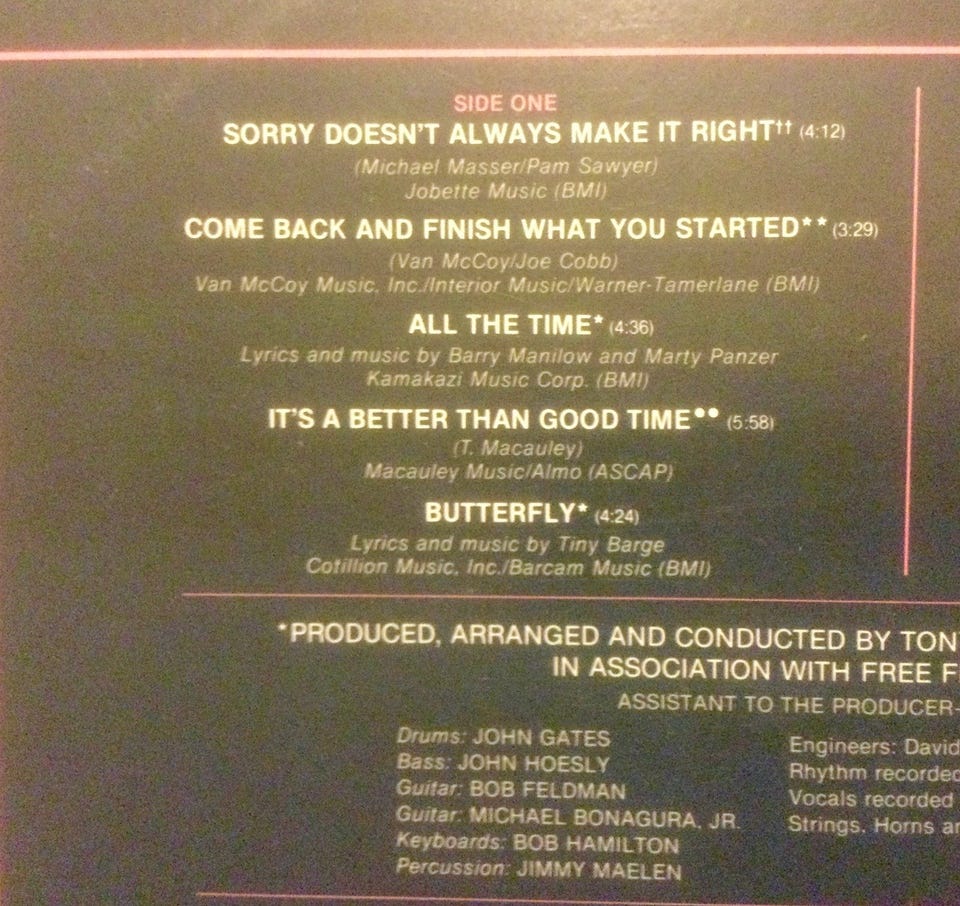 SIDE ONE
SORRY DOESN'T ALWAYS MAKE IT RIGHT†† (4:12)
(Michael Masser/Pam Sawyer)
Jobette Music (BMI)
COME BACK AND FINISH WHAT YOU STARTED** (3:29)
(Van McCoy/Joe Cobb)
Van McCoy Music, Inc./Interior Music/Warner-Tamerlane (BMI)
ALL THE TIME* (4:36)
Lyrics and music by Barry Manilow and Marty Panzer
Kamakazi Music Corp. (BMI)
IT'S A BETTER THAN GOOD TIME•• (5:58)
(T. Macauley)
Macauley Music/Almo (ASCAP)
BUTTERFLY* (4:24)
Lyrics and music by Tiny Barge
Cotillion Music, Inc./Barcam Music (BMI)
*PRODUCED, ARRANGED AND CONDUCTED BY TON
IN ASSOCIATION WITH FREE F
ASSISTANT TO THE PRODUCER-
Drums: JOHN GATES
Bass: JOHN HOESLY
Guitar: BOB FELDMAN
Guitar: MICHAEL BONAGURA, JR.
Keyboards: BOB HAMILTON
Percussion: JIMMY MAELEN
Engineers: David
Rhythm recorded
Vocals recorded
Strings, Horns an